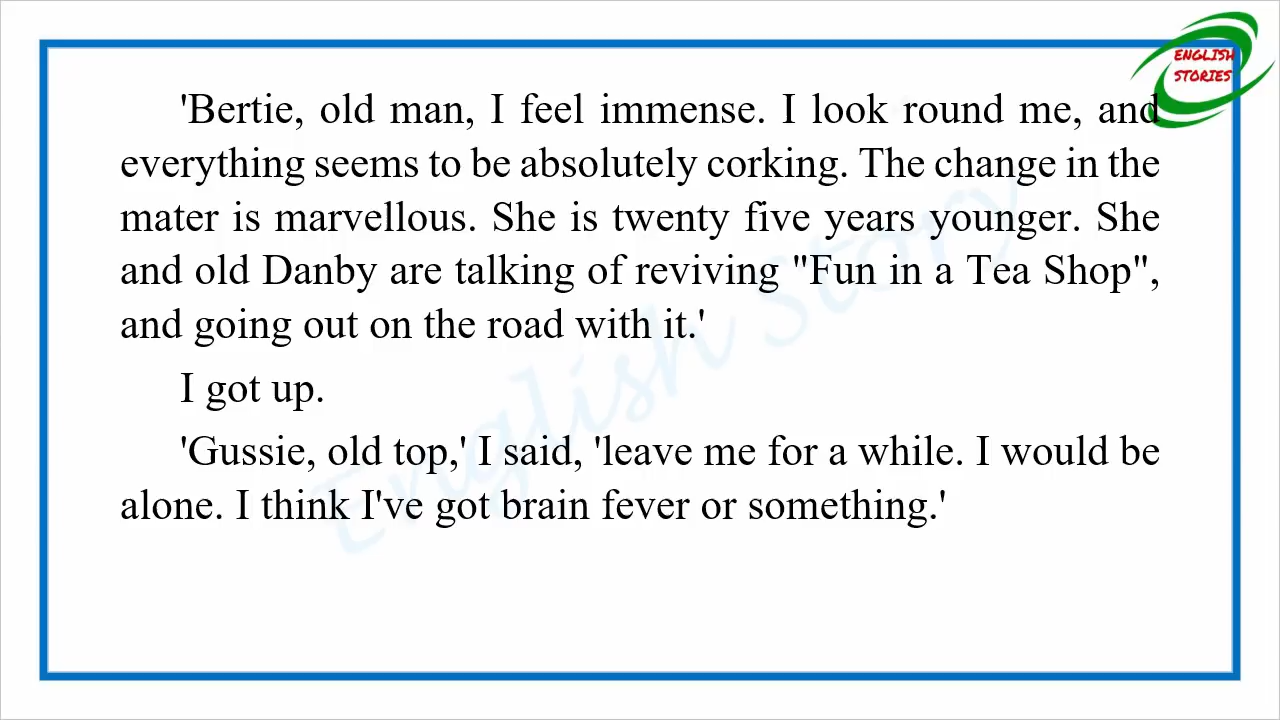 ENGLISH
STORIES
'Bertie, old man, I feel immense. I look round me, and
everything seems to be absolutely corking. The change in the
mater is marvellous. She is twenty five years younger. She
and old Danby are talking of reviving "Fun in a Tea Shop",
and going out on the road with it.'
I got up.
'Gussie, old top,' I said, 'leave me for a while. I would be
alone. I think I've got brain fever or something.'
English Story